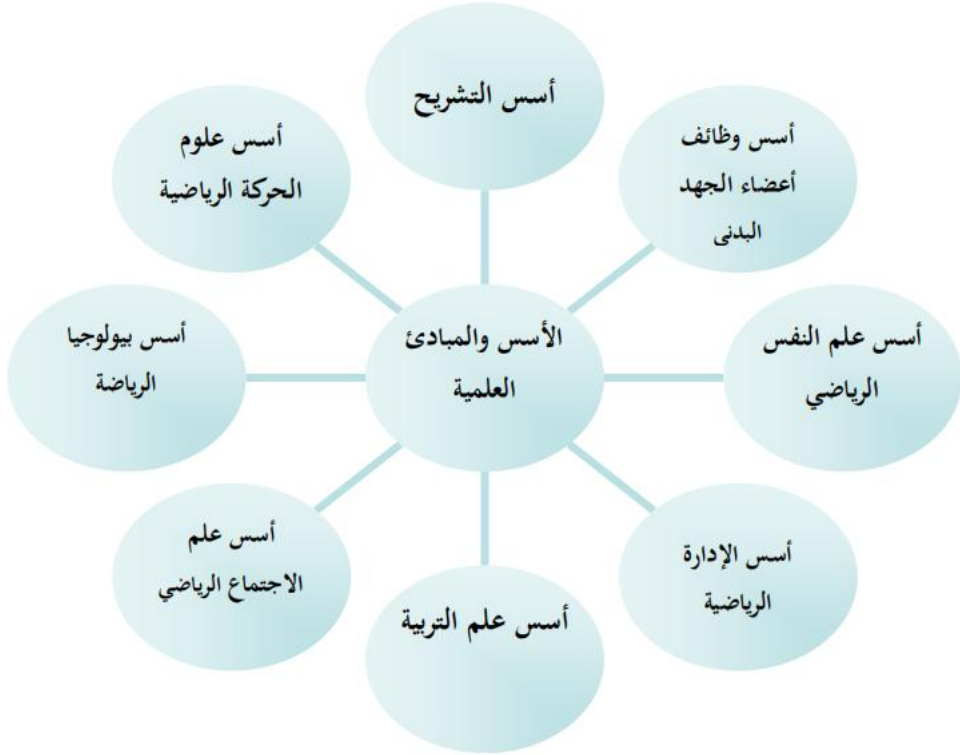 أسس التشريح
أسس وظائف
أعضاء الجهد
البدنى
أسس علم النفس
الرياضي
أسس الإدارة
الرياضية
أسس علم التربية
أسس علم
الاجتماع الرياضي
أسس بيولوجيا
الرياضة
أسس علوم
الحركة الرياضية
الأسس والمبادئ
العلمية